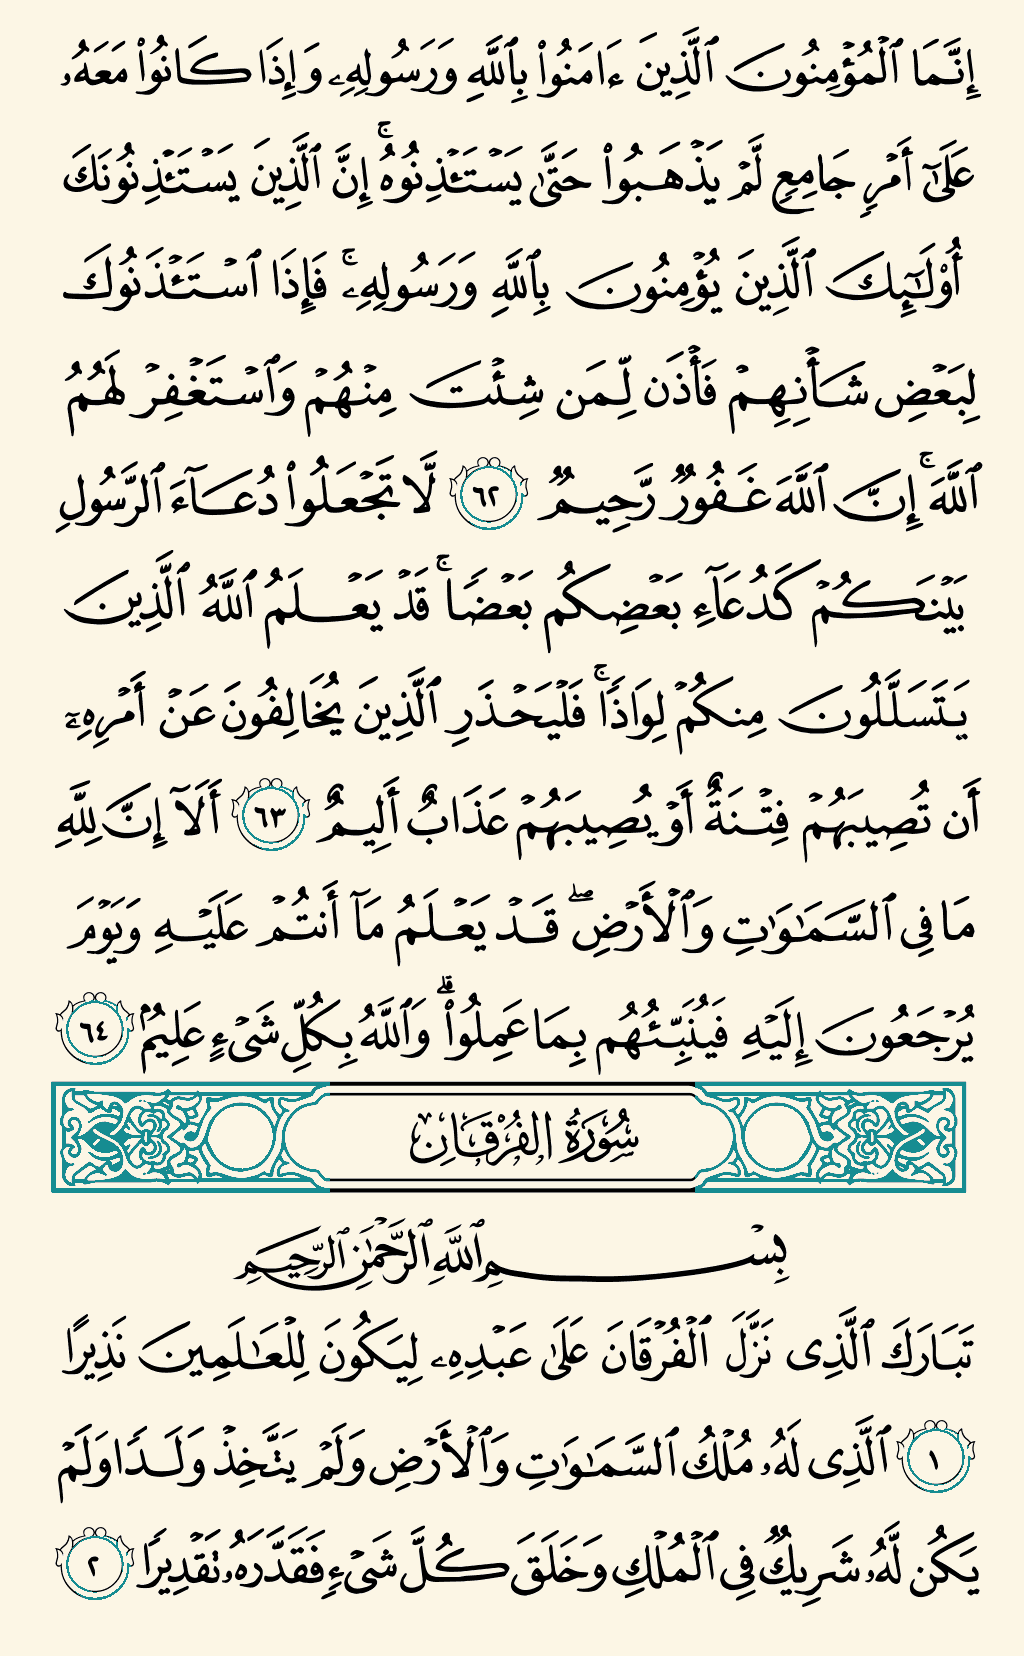 إِنَّمَا ٱلْمُؤْمِنُونَ ٱلَّذِينَ ءَامَنُوا۟ بِٱللَّهِ وَرَسُولِهِۦ وَإِذَا كَانُوا۟ مَعَهُۥ
عَلَىٰٓ أَمْرٍ جَامِعٍ لَّمْ يَذْهَبُوا۟ حَتَّىٰ يَسْتَـْٔذِنُوهُ ۚ إِنَّ ٱلَّذِينَ يَسْتَـْٔذِنُونَكَ
أُو۟لَـٰٓئِكَ ٱلَّذِينَ يُؤْمِنُونَ بِٱللَّهِ وَرَسُولِهِۦ ۚ فَإِذَا ٱسْتَـْٔذَنُوكَ
لِبَعْضِ شَأْنِهِمْ فَأْذَن لِّمَن شِئْتَ مِنْهُمْ وَٱسْتَغْفِرْ لَهُمُ
ٱللَّهَ ۚ إِنَّ ٱللَّهَ غَفُورٌ رَّحِيمٌ ٦٢ لَّا تَجْعَلُوا۟ دُعَآءَ ٱلرَّسُولِ
بَيْنَكُمْ كَدُعَآءِ بَعْضِكُم بَعْضًا ۚ قَدْ يَعْلَمُ ٱللَّهُ ٱلَّذِينَ
يَتَسَلَّلُونَ مِنكُمْ لِوَاذًا ۚ فَلْيَحْذَرِ ٱلَّذِينَ يُخَالِفُونَ عَنْ أَمْرِهِۦٓ
أَن تُصِيبَهُمْ فِتْنَةٌ أَوْ يُصِيبَهُمْ عَذَابٌ أَلِيمٌ ٦٣ أَلَآ إِنَّ لِلَّهِ
مَا فِى ٱلسَّمَـٰوَٰتِ وَٱلْأَرْضِ ۖ قَدْ يَعْلَمُ مَآ أَنتُمْ عَلَيْهِ وَيَوْمَ
يُرْجَعُونَ إِلَيْهِ فَيُنَبِّئُهُم بِمَا عَمِلُوا۟ ۗ وَٱللَّهُ بِكُلِّ شَىْءٍ عَلِيمٌۢ ٦٤
سُورَةُ الفُرْقَانِ
بِسْمِ ٱللَّهِ ٱلرَّحْمَـٰنِ ٱلرَّحِيمِ
تَبَارَكَ ٱلَّذِى نَزَّلَ ٱلْفُرْقَانَ عَلَىٰ عَبْدِهِۦ لِيَكُونَ لِلْعَـٰلَمِينَ نَذِيرًا
١ ٱلَّذِى لَهُۥ مُلْكُ ٱلسَّمَـٰوَٰتِ وَٱلْأَرْضِ وَلَمْ يَتَّخِذْ وَلَدًا وَلَمْ
يَكُن لَّهُۥ شَرِيكٌ فِى ٱلْمُلْكِ وَخَلَقَ كُلَّ شَىْءٍ فَقَدَّرَهُۥ تَقْدِيرًا ٢